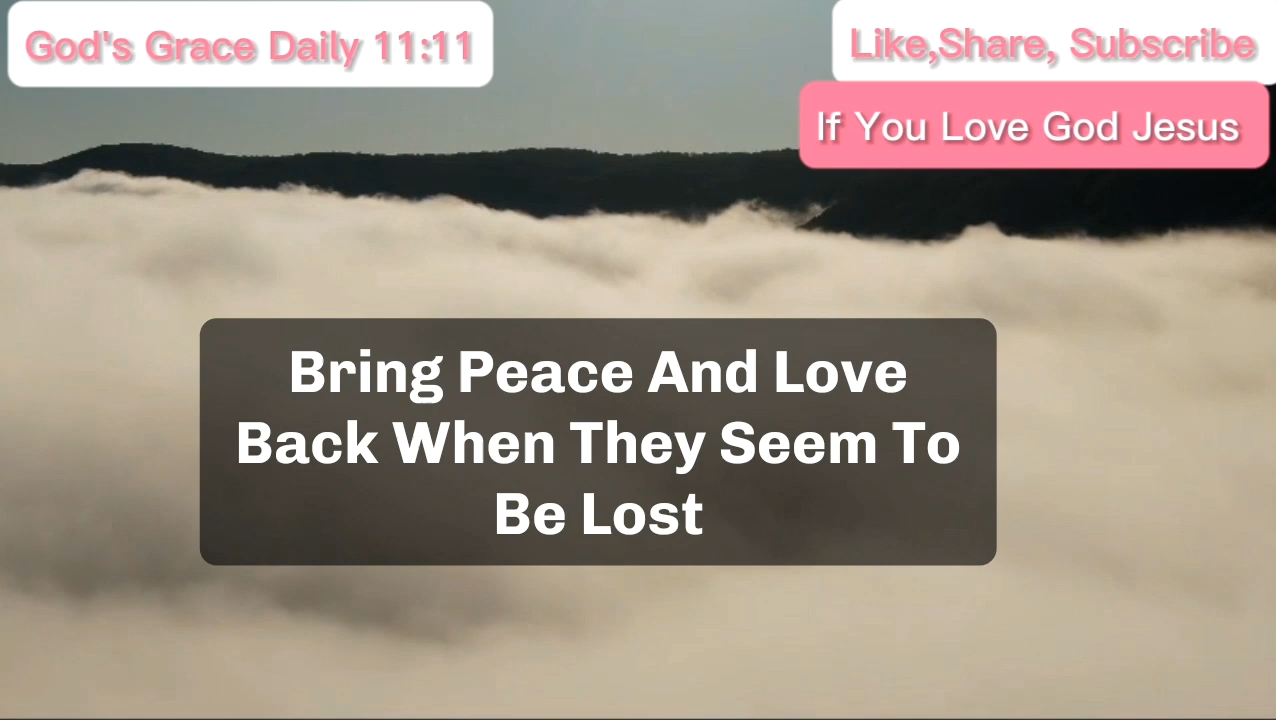 God's Grace Daily 11:11
Like,Share, Subscribe
If You Love God Jesus
Bring Peace And Love
Back When They Seem To
Be Lost